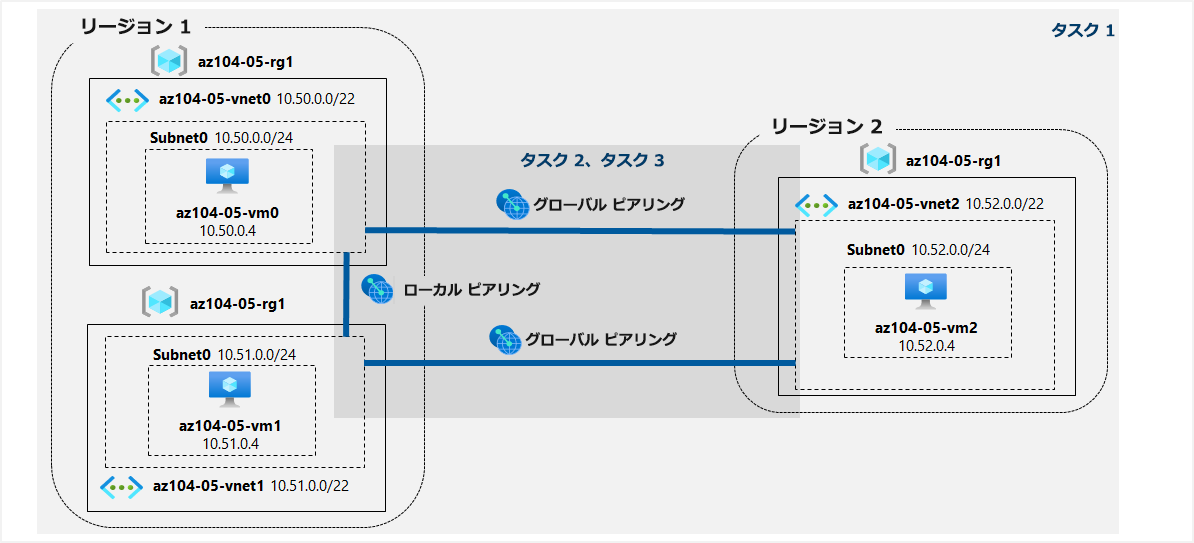 リージョン 1
タスク 1
az104-05-rg1
az104-05-vnet0 10.50.0.0/22
Subnet0 10.50.0.0/24
az104-05-vm0
10.50.0.4
リージョン 2
az104-05-rg1
タスク 2、タスク 3
az104-05-vnet2 10.52.0.0/22
グローバル ピアリング
Subnet0 10.52.0.0/24
az104-05-vm2
10.52.0.4
ローカル ピアリング
az104-05-rg1
グローバル ピアリング
Subnet0 10.51.0.0/24
az104-05-vm1
10.51.0.4
az104-05-vnet1 10.51.0.0/22